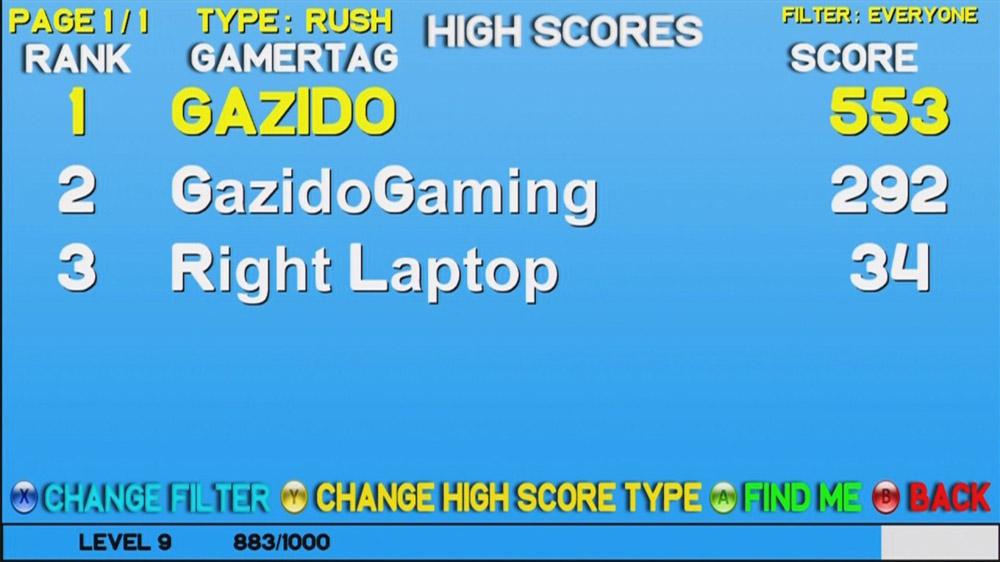 PAGE 1 / 1 TYPE: RUSH HIGH SCORES FILTER: EVERYONE
RANK GAMERTAG SCORE
1 GAZIDO 553
2 GazidoGaming 292
3 Right Laptop 34
X CHANGE FILTER Y CHANGE HIGH SCORE TYPE A FIND ME B BACK
LEVEL 9 883/1000